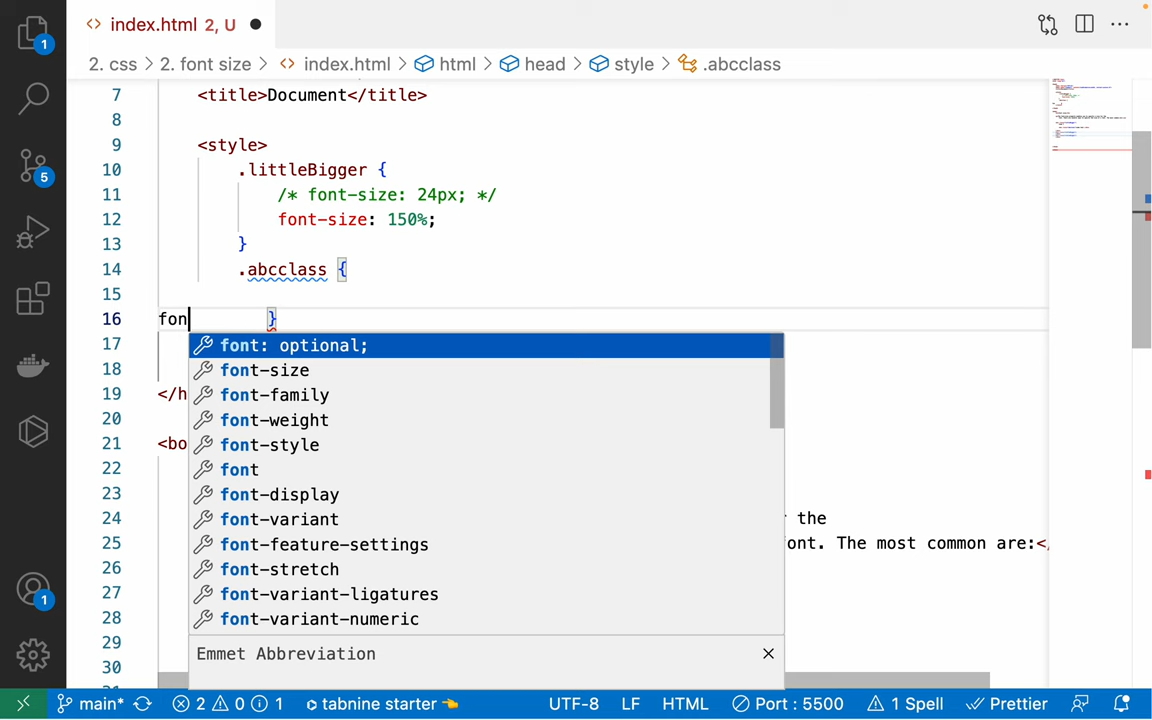 index.html 2, U
2. css > 2. font size > index.html > html > head > style > .abcclass
1
7 <title>Document</title>
8
9 <style>
10 .littleBigger {
11 /* font-size: 24px; */
12 font-size: 150%;
13 }
14 .abcclass {
15
16 fon }
17
18
19 </h
20
21 <bo
22
23
24 r the
25 ont. The most common are:</
26
27
28
29
30
font: optional;
font-size
font-family
font-weight
font-style
font
font-display
font-variant
font-feature-settings
font-stretch
font-variant-ligatures
font-variant-numeric
Emmet Abbreviation
5
1
main* 2 0 1 tabnine starter UTF-8 LF HTML Port : 5500 1 Spell Prettier